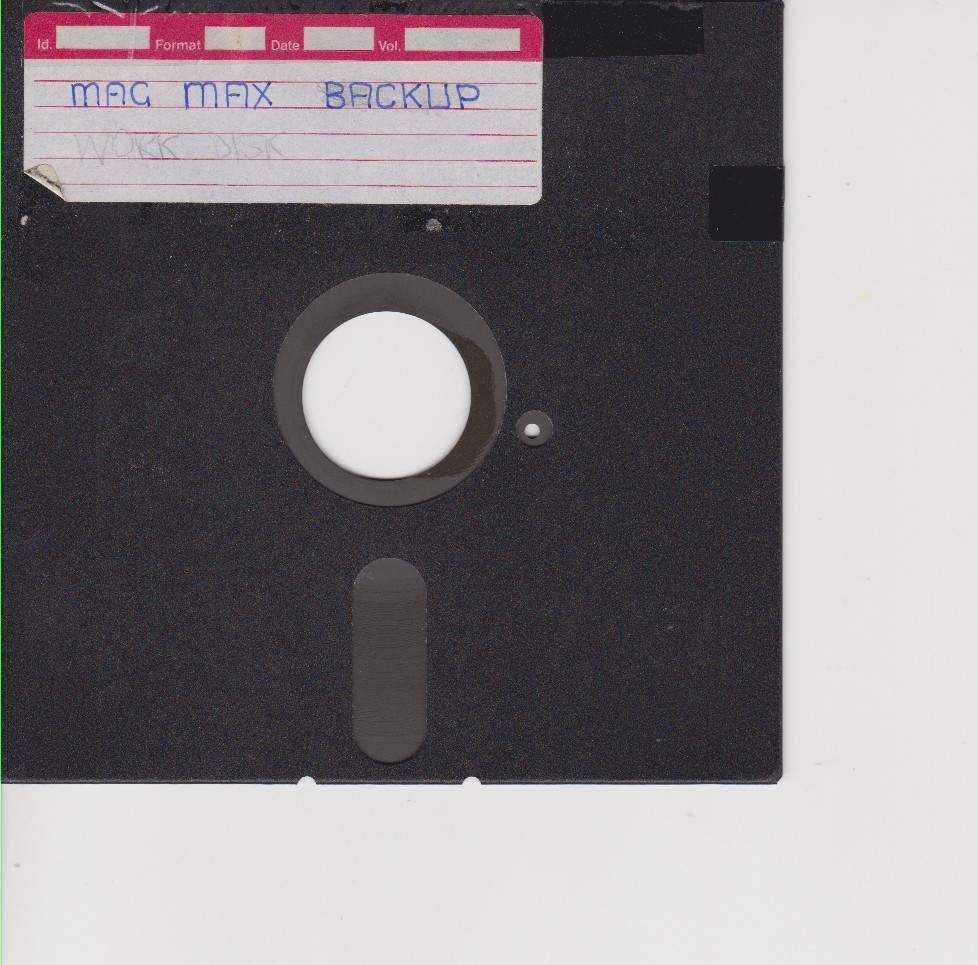 Id. Format Date Vol.
MAG MAX BACKUP
WORK DISK